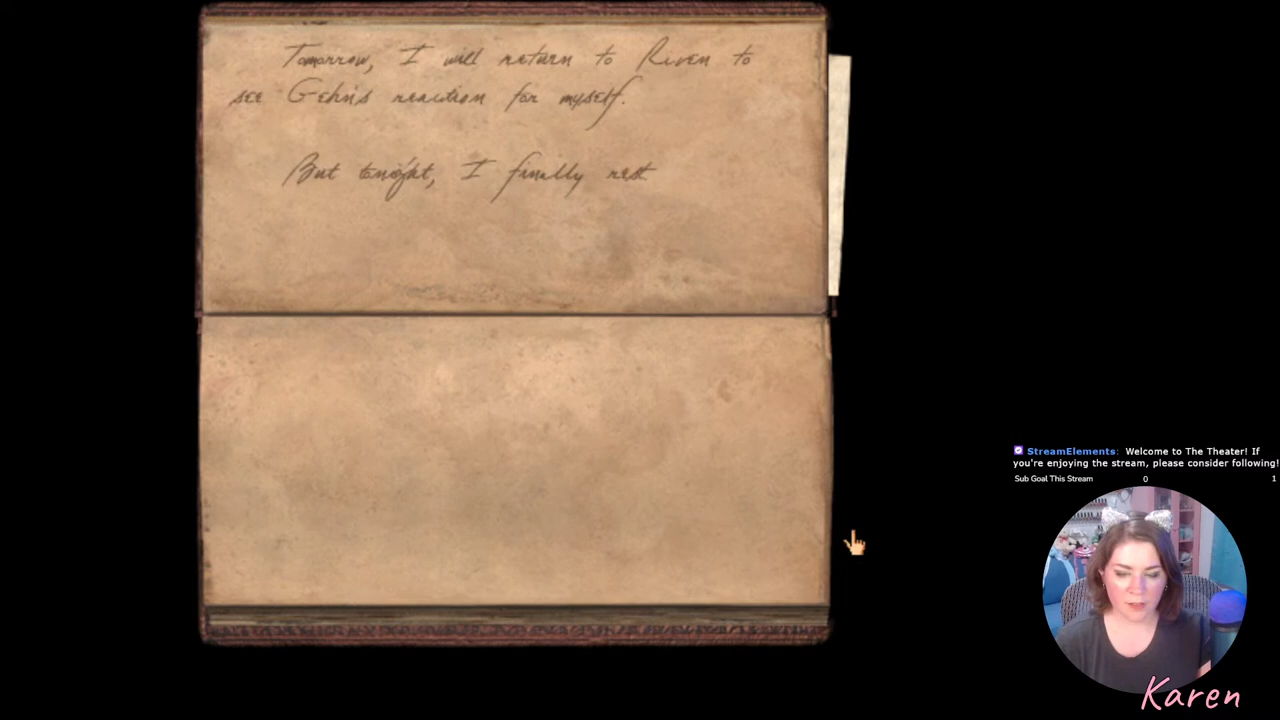 Tomorrow, I will return to Riven to
see Gehn's reaction for myself.
But tonight, I finally rest
StreamElements: Welcome to The Theater! If
you're enjoying the stream, please consider following!
Sub Goal This Stream 0 1
Karen